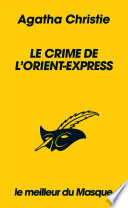 Agatha Christie
LE CRIME DE
L'ORIENT-EXPRESS
le meilleur du Masque